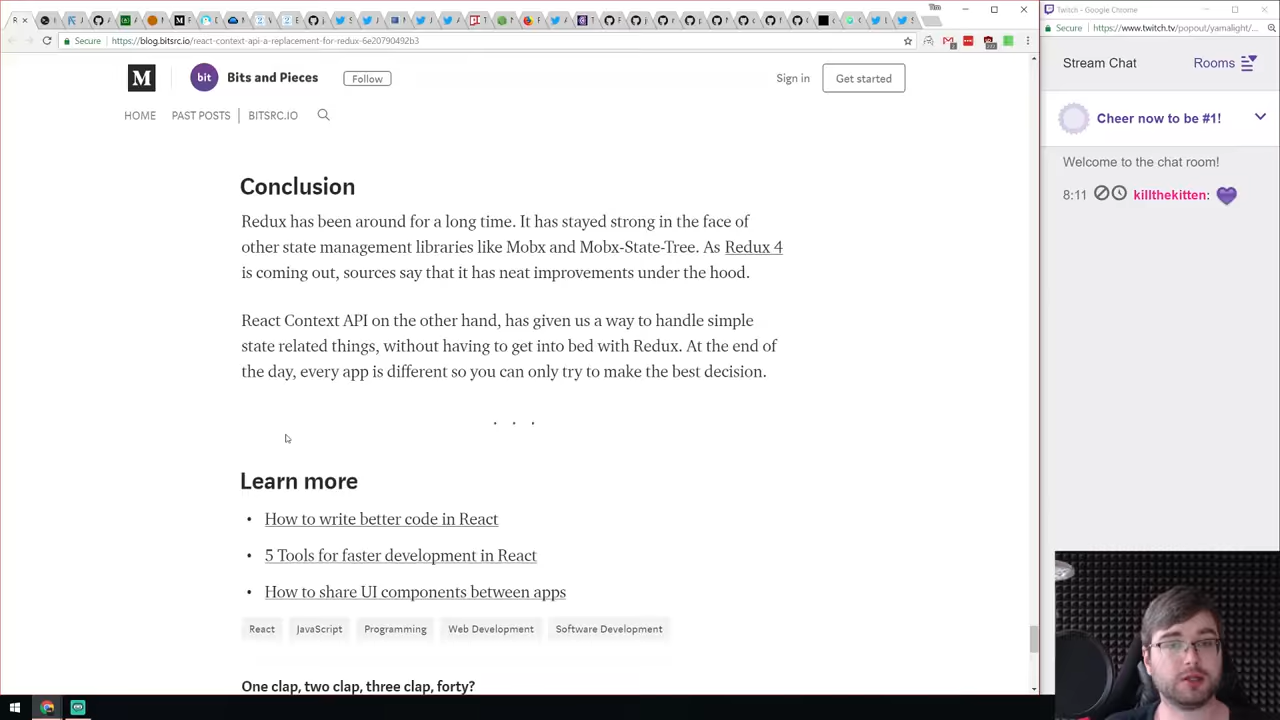 Tim
Twitch - Google Chrome
Secure
https://blog.bitsrc.io/react-context-api-a-replacement-for-redux-6e20790492b3
Secure
https://www.twitch.tv/popout/yamalight/...
M
bit
Bits and Pieces
Follow
Sign in
Get started
HOME
PAST POSTS
BITSRC.IO
Stream Chat
Rooms
Cheer now to be #1!
Welcome to the chat room!
8:11 killthekitten:
Conclusion
Redux has been around for a long time. It has stayed strong in the face of
other state management libraries like Mobx and Mobx-State-Tree. As Redux 4
is coming out, sources say that it has neat improvements under the hood.
React Context API on the other hand, has given us a way to handle simple
state related things, without having to get into bed with Redux. At the end of
the day, every app is different so you can only try to make the best decision.
. . .
Learn more
• How to write better code in React
• 5 Tools for faster development in React
• How to share UI components between apps
React
JavaScript
Programming
Web Development
Software Development
One clap, two clap, three clap, forty?